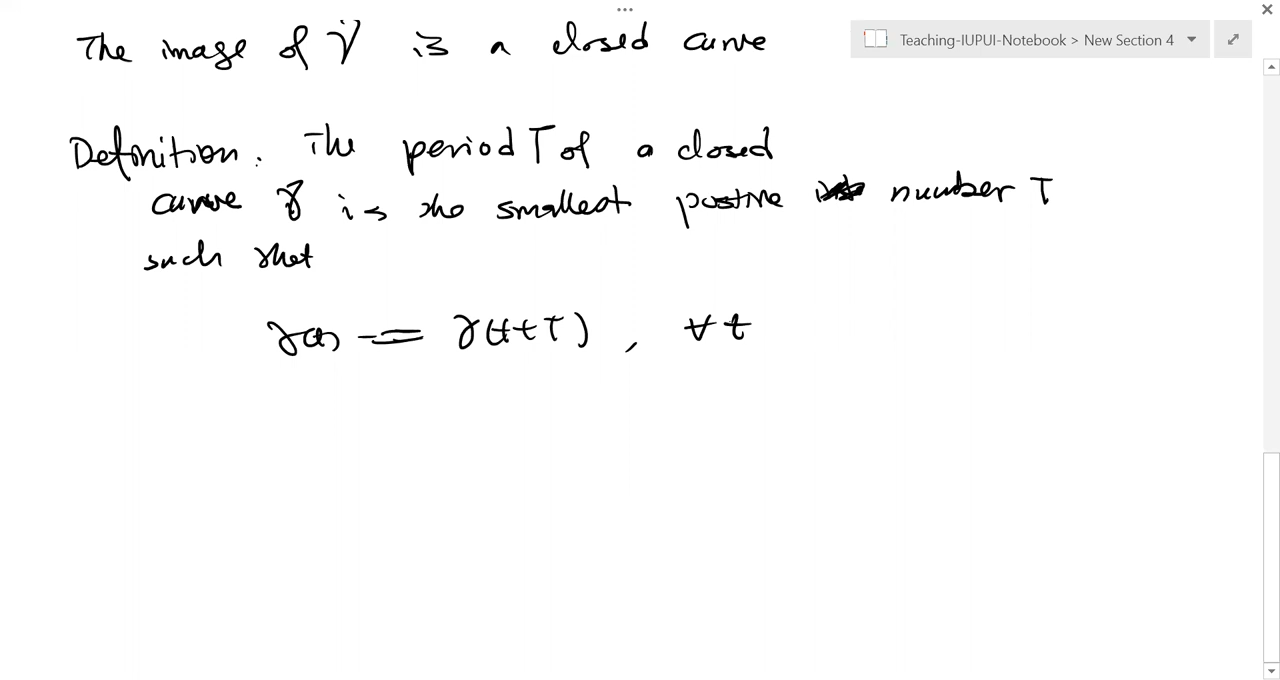 The image of γ is a closed curve
Teaching-IUPUI-Notebook > New Section 4
Definition. The period T of a closed
curve γ is the smallest positive number T
such that
γ(t) = γ(t+T), ∀ t